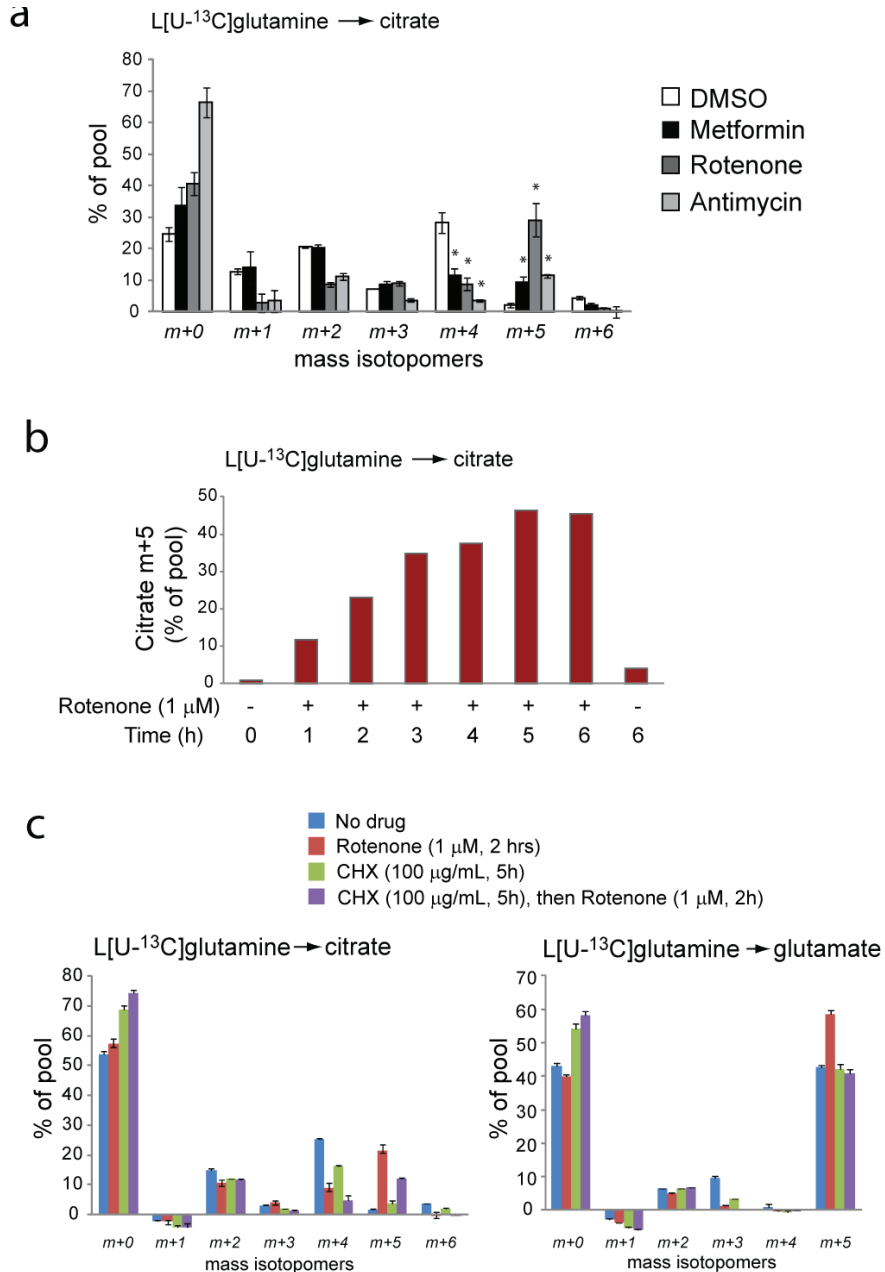 a
L[U-¹³C]glutamine → citrate
80
70
60
50
40
30
20
10
0
% of pool
DMSO
Metformin
Rotenone
Antimycin
* * * * * *
m+0 m+1 m+2 m+3 m+4 m+5 m+6
mass isotopomers
b
L[U-¹³C]glutamine → citrate
50
40
30
20
10
0
Citrate m+5
(% of pool)
Rotenone (1 μM) - + + + + + + -
Time (h) 0 1 2 3 4 5 6 6
c
No drug
Rotenone (1 μM, 2 hrs)
CHX (100 μg/mL, 5h)
CHX (100 μg/mL, 5h), then Rotenone (1 μM, 2h)
L[U-¹³C]glutamine → citrate
80
70
60
50
40
30
20
10
0
% of pool
m+0 m+1 m+2 m+3 m+4 m+5 m+6
mass isotopomers
L[U-¹³C]glutamine → glutamate
70
60
50
40
30
20
10
0
% of pool
m+0 m+1 m+2 m+3 m+4 m+5
mass isotopomers